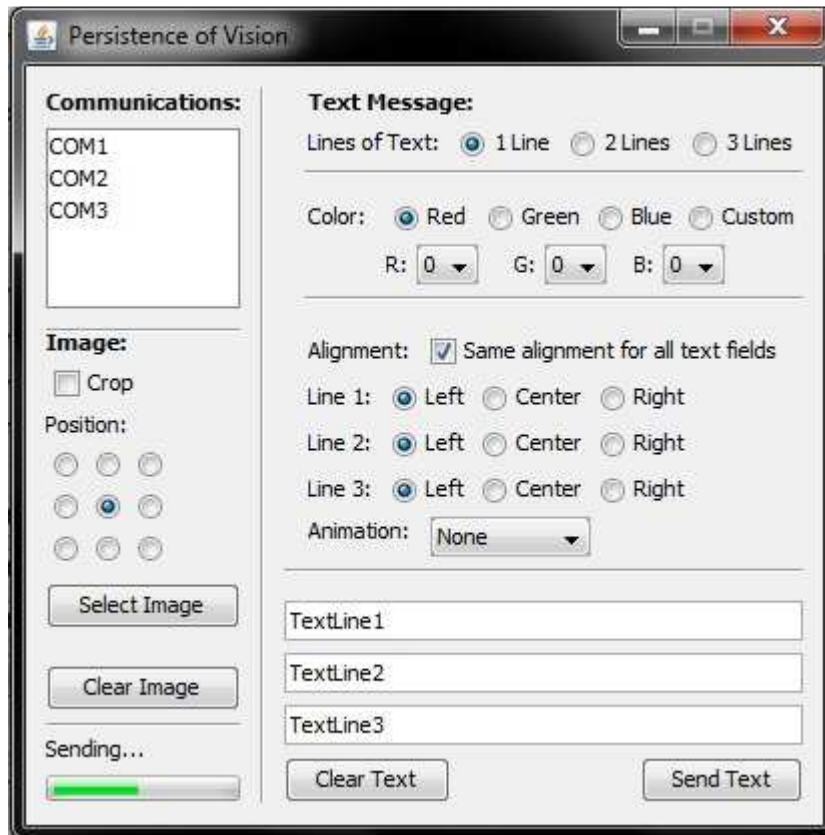 Persistence of Vision
Communications:
COM1
COM2
COM3
Image:
Crop
Position:
Select Image
Clear Image
Sending...
Text Message:
Lines of Text: 1 Line 2 Lines 3 Lines
Color: Red Green Blue Custom
R: 0 G: 0 B: 0
Alignment: Same alignment for all text fields
Line 1: Left Center Right
Line 2: Left Center Right
Line 3: Left Center Right
Animation: None
TextLine1
TextLine2
TextLine3
Clear Text Send Text